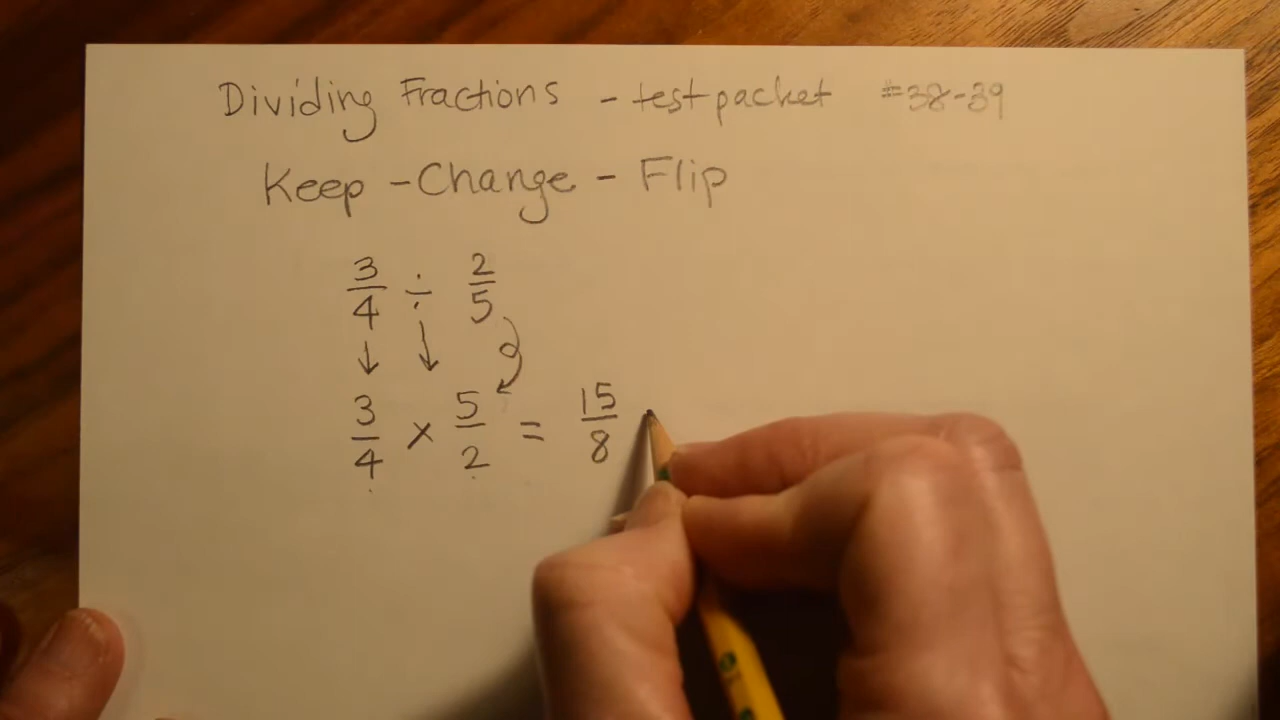 Dividing Fractions - test packet #38-39
Keep - Change - Flip
3/4 ÷ 2/5
3/4 × 5/2 = 15/8